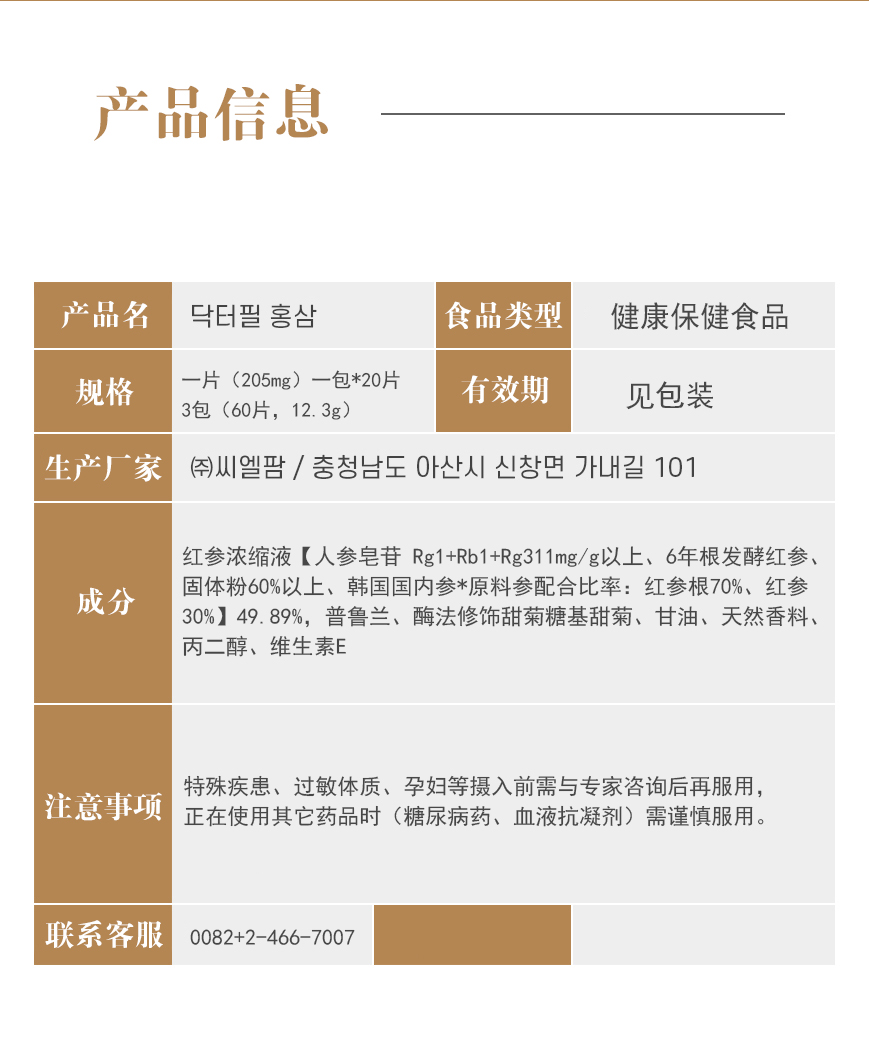 产品信息
产品名 닥터필 홍삼 食品类型 健康保健食品
规格 一片（205mg）一包*20片
3包（60片，12.3g） 有效期 见包装
生产厂家 ㈜씨엘팜 / 충청남도 아산시 신창면 가내길 101
成分
红参浓缩液【人参皂苷 Rg1+Rb1+Rg311mg/g以上、6年根发酵红参、
固体粉60%以上、韩国国内参*原料参配合比率：红参根70%、红参
30%】49.89%，普鲁兰、酶法修饰甜菊糖基甜菊、甘油、天然香料、
丙二醇、维生素E
注意事项
特殊疾患、过敏体质、孕妇等摄入前需与专家咨询后再服用，
正在使用其它药品时（糖尿病药、血液抗凝剂）需谨慎服用。
联系客服 0082+2-466-7007